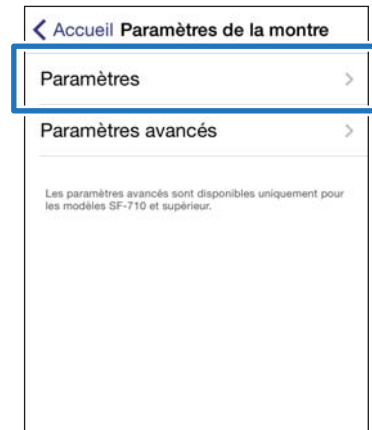 Accueil Paramètres de la montre
Paramètres
Paramètres avancés
Les paramètres avancés sont disponibles uniquement pour
les modèles SF-710 et supérieur.